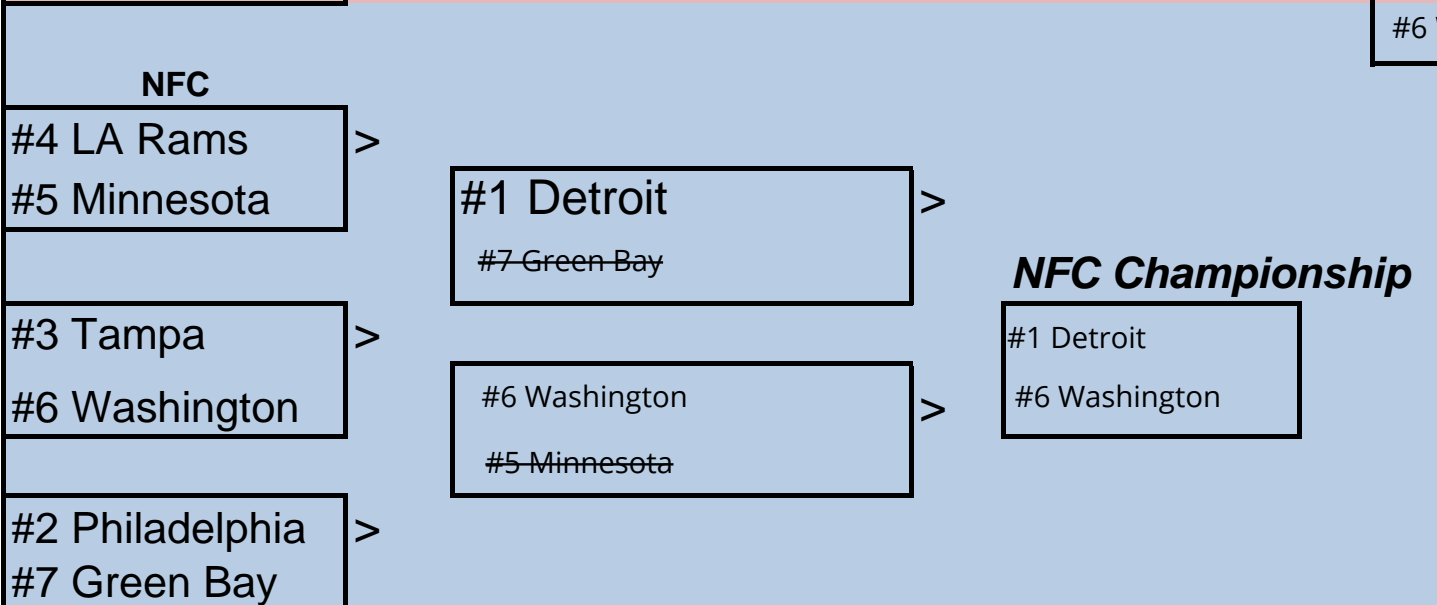 #6
NFC
#4 LA Rams >
#5 Minnesota
#1 Detroit >
#7 Green Bay
NFC Championship
#3 Tampa >
#1 Detroit
#6 Washington
#6 Washington >
#6 Washington
#5 Minnesota
#2 Philadelphia >
#7 Green Bay